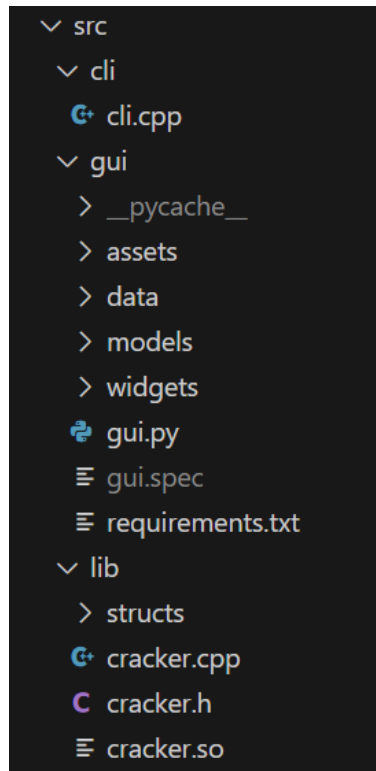 src
cli
cli.cpp
gui
__pycache__
assets
data
models
widgets
gui.py
gui.spec
requirements.txt
lib
structs
cracker.cpp
C cracker.h
cracker.so